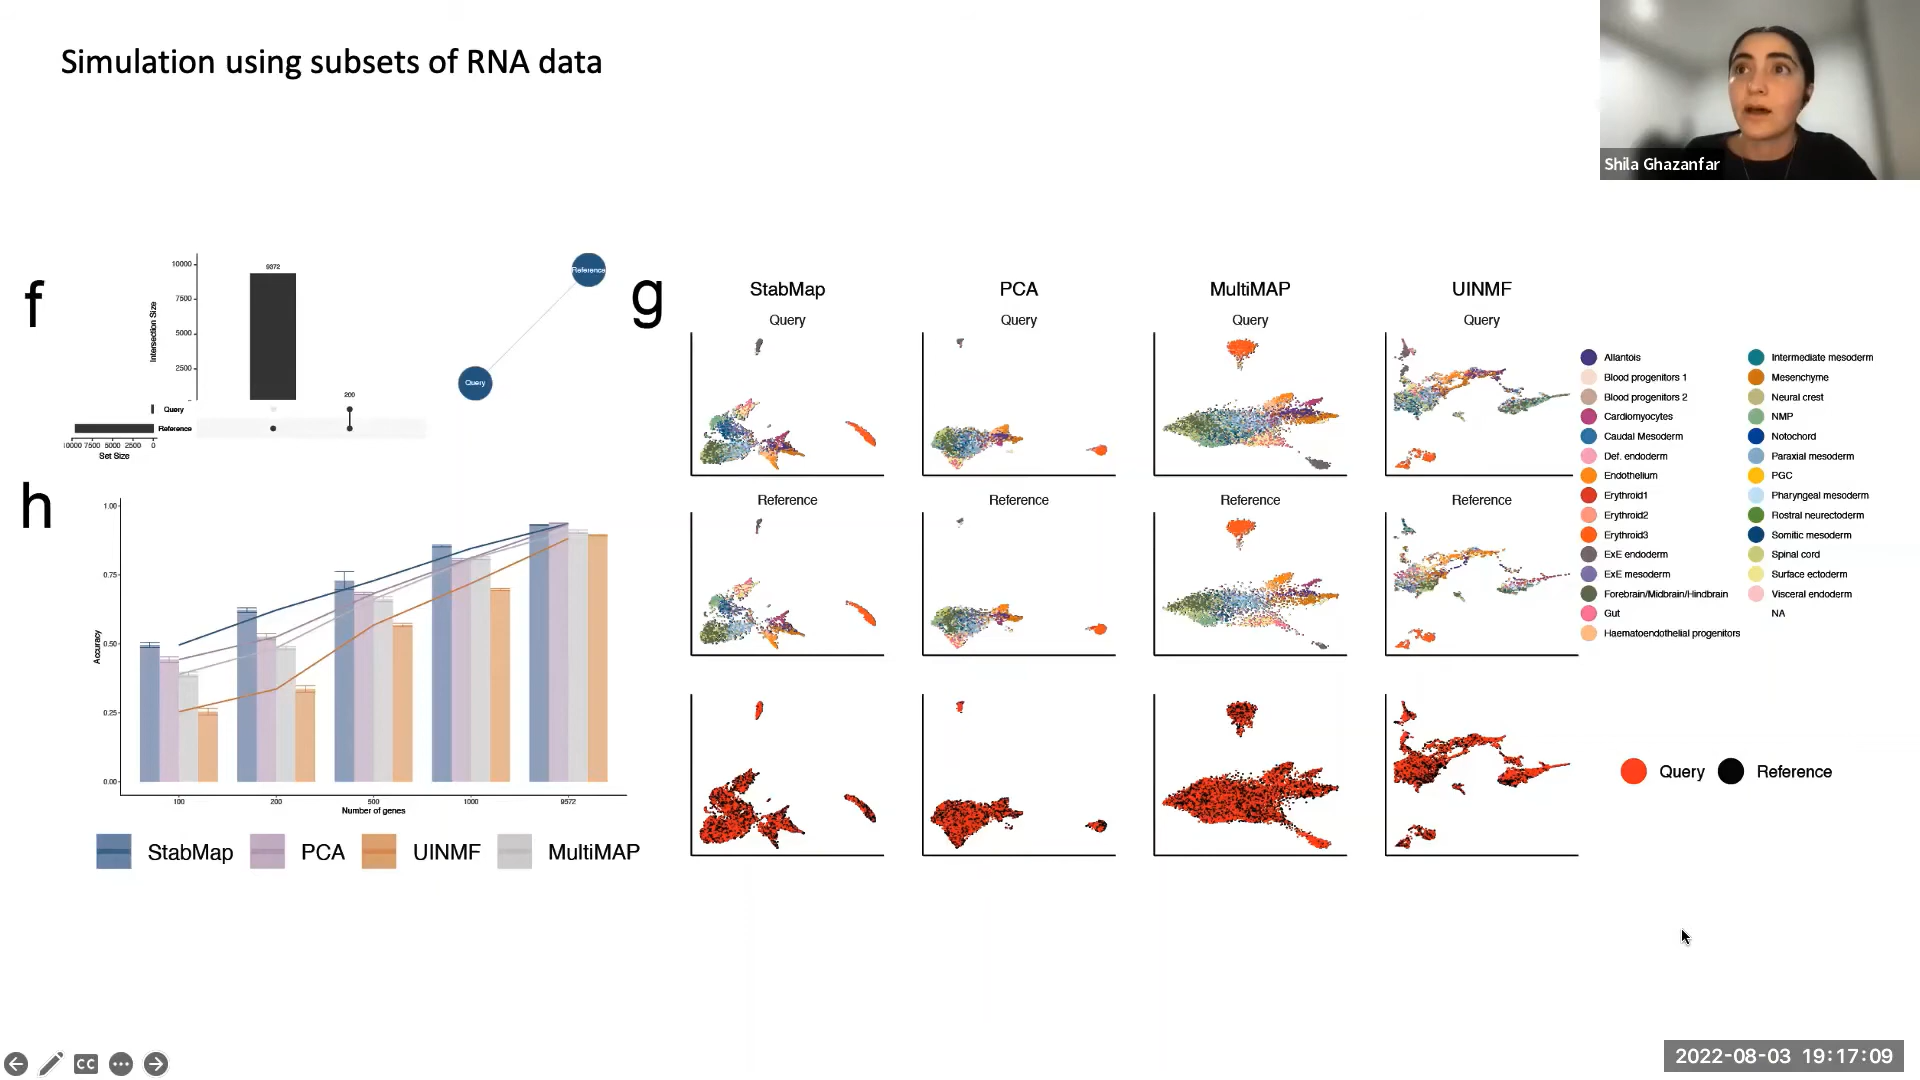 Simulation using subsets of RNA data
Shila Ghazanfar
f
10000
7500
5000
2500
Intersection Size
9372
200
Query
Reference
10000 7500 5000 2500 0
Set Size
Reference
Query
g
StabMap
PCA
MultiMAP
UINMF
Query
Query
Query
Query
Reference
Reference
Reference
Reference
Allantois
Blood progenitors 1
Blood progenitors 2
Cardiomyocytes
Caudal Mesoderm
Def. endoderm
Endothelium
Erythroid1
Erythroid2
Erythroid3
ExE endoderm
ExE mesoderm
Forebrain/Midbrain/Hindbrain
Gut
Haematoendothelial progenitors
Intermediate mesoderm
Mesenchyme
Neural crest
NMP
Notochord
Paraxial mesoderm
PGC
Pharyngeal mesoderm
Rostral neurectoderm
Somitic mesoderm
Spinal cord
Surface ectoderm
Visceral endoderm
NA
Query
Reference
h
1.00
0.75
0.50
0.25
0.00
Accuracy
100
200
500
1000
9572
Number of genes
StabMap
PCA
UINMF
MultiMAP
CC
2022-08-03 19:17:09